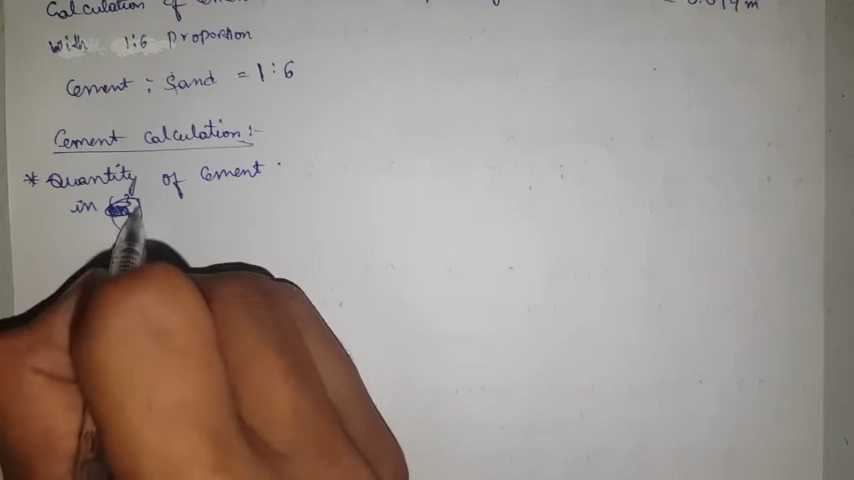 Calculation of
with 1:6 Proportion
Cement : Sand = 1:6
Cement calculation :-
* Quantity of Cement
in